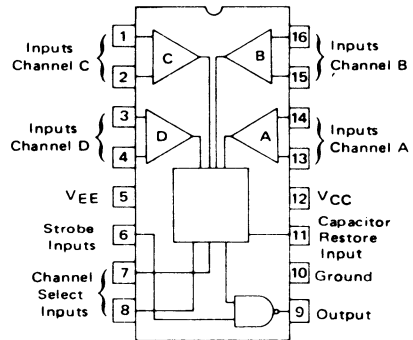 1
Inputs
Channel C
2
C
3
Inputs
Channel D
4
D
VEE
5
Strobe
Inputs
6
7
Channel
Select
Inputs
8
16
Inputs
Channel B
15
B
14
Inputs
Channel A
13
A
12
VCC
11
Capacitor
Restore
Input
10
Ground
9
Output